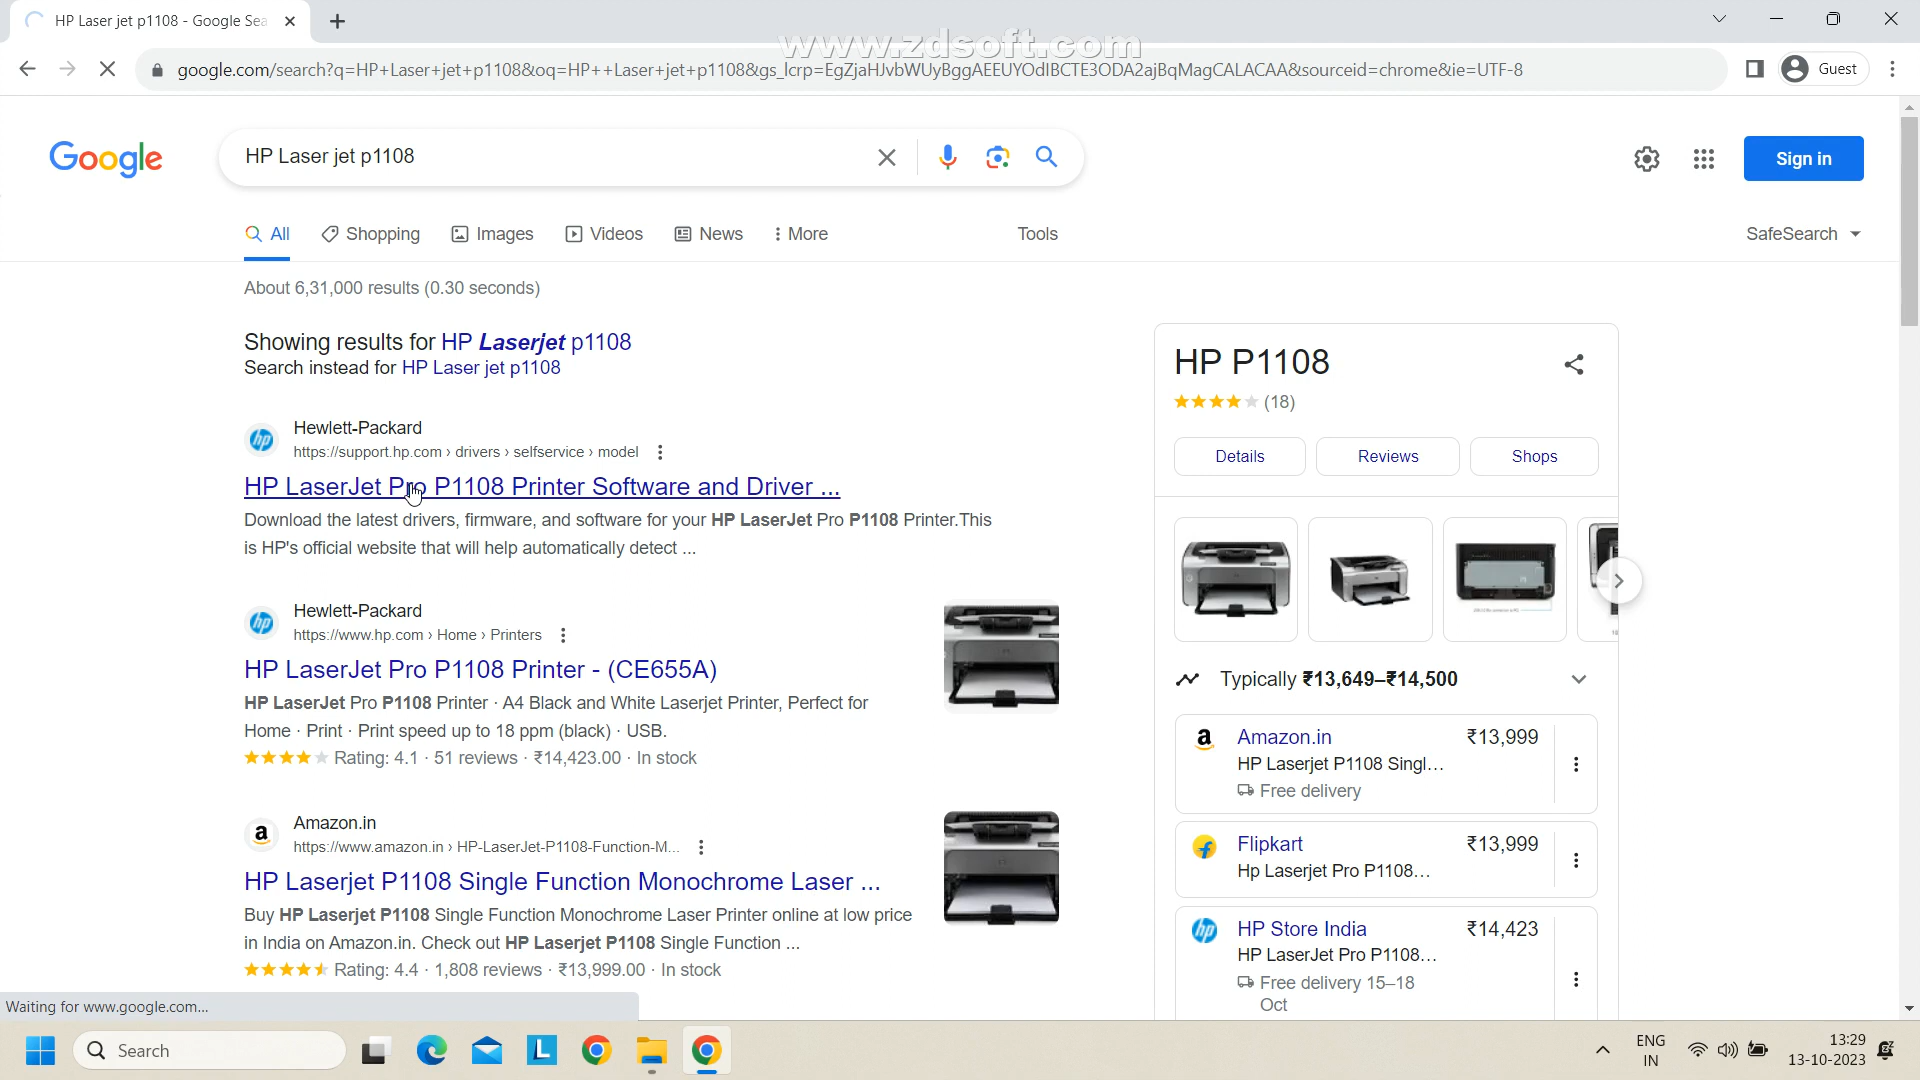 HP Laser jet p1108 - Google Sea
www.zdsoft.com
google.com/search?q=HP+Laser+jet+p1108&oq=HP++Laser+jet+p1108&gs_lcrp=EgZjaHJvbWUyBggAEEUYOdIBCTE3ODA2ajBqMagCALACAA&sourceid=chrome&ie=UTF-8
Guest
Google
HP Laser jet p1108
Sign in
All
Shopping
Images
Videos
News
More
Tools
SafeSearch
About 6,31,000 results (0.30 seconds)
Showing results for HP Laserjet p1108
Search instead for HP Laser jet p1108
hp
Hewlett-Packard
https://support.hp.com › drivers › selfservice › model
HP LaserJet Pro P1108 Printer Software and Driver ...
Download the latest drivers, firmware, and software for your HP LaserJet Pro P1108 Printer.This
is HP's official website that will help automatically detect ...
hp
Hewlett-Packard
https://www.hp.com › Home › Printers
HP LaserJet Pro P1108 Printer - (CE655A)
HP LaserJet Pro P1108 Printer · A4 Black and White Laserjet Printer, Perfect for
Home · Print · Print speed up to 18 ppm (black) · USB.
Rating: 4.1 · 51 reviews · ₹14,423.00 · In stock
a
Amazon.in
https://www.amazon.in › HP-LaserJet-P1108-Function-M...
HP Laserjet P1108 Single Function Monochrome Laser ...
Buy HP Laserjet P1108 Single Function Monochrome Laser Printer online at low price
in India on Amazon.in. Check out HP Laserjet P1108 Single Function ...
Rating: 4.4 · 1,808 reviews · ₹13,999.00 · In stock
HP P1108
(18)
Details
Reviews
Shops
Typically ₹13,649–₹14,500
a
Amazon.in
₹13,999
HP Laserjet P1108 Singl...
Free delivery
f
Flipkart
₹13,999
Hp Laserjet Pro P1108...
hp
HP Store India
₹14,423
HP LaserJet Pro P1108...
Free delivery 15–18
Oct
Waiting for www.google.com...
Search
L
ENG
IN
13:29
13-10-2023